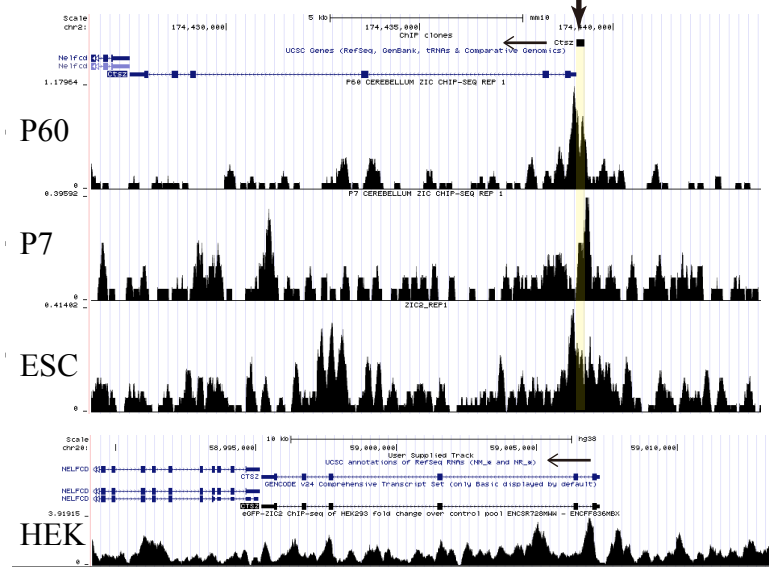 Scale 5 kb mm10
chr2: 174,430,000 174,435,000 174,440,000
ChIP clones
Ctsz
UCSC Genes (RefSeq, GenBank, tRNAs & Comparative Genomics)
Nelfcd
Nelfcd
Ctsz
P60 CEREBELLUM ZIC CHIP-SEQ REP 1
1.17964
P60
0
P7 CEREBELLUM ZIC CHIP-SEQ REP 1
0.39592
P7
0
ZIC2_REP1
0.41402
ESC
0
Scale 10 kb hg38
chr20: 58,995,000 59,000,000 59,005,000 59,010,000
User Supplied Track
UCSC annotations of RefSeq RNAs (NM_* and NR_*)
NELFCD
CTSZ
GENCODE v24 Comprehensive Transcript Set (only Basic displayed by default)
NELFCD
NELFCD
CTSZ
eGFP-ZIC2 ChIP-seq of HEK293 fold change over control pool ENCSR728MWW - ENCFF836MBX
3.91915
HEK
0